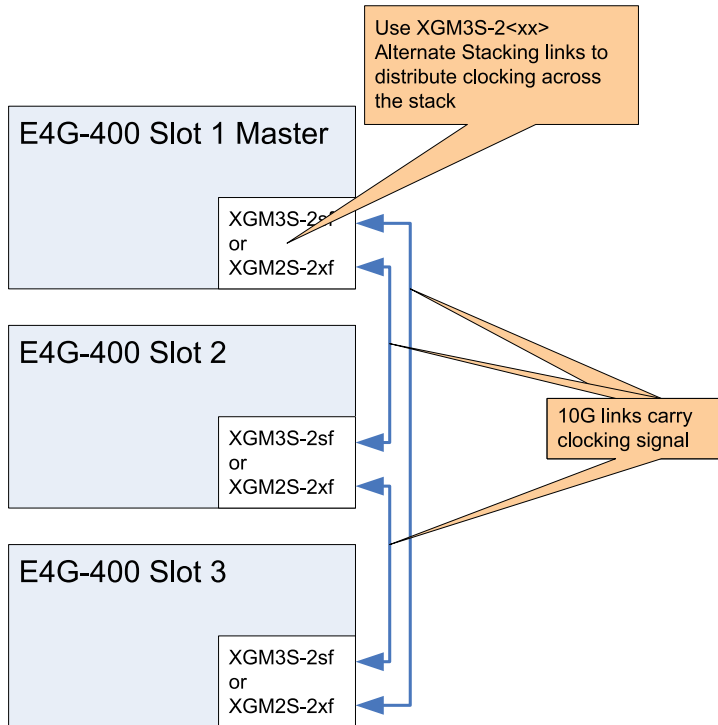 Use XGM3S-2<xx>
Alternate Stacking links to
distribute clocking across
the stack
E4G-400 Slot 1 Master
XGM3S-2sf
or
XGM2S-2xf
E4G-400 Slot 2
XGM3S-2sf
or
XGM2S-2xf
10G links carry
clocking signal
E4G-400 Slot 3
XGM3S-2sf
or
XGM2S-2xf